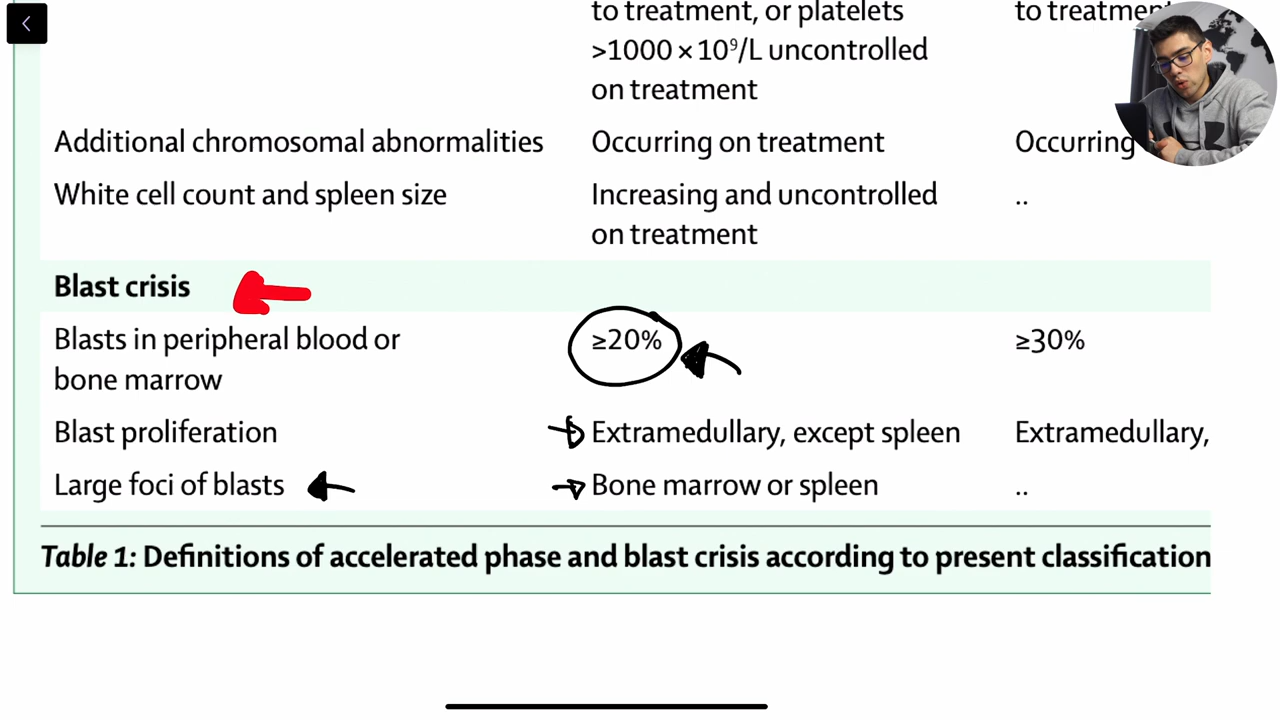 to treatment, or platelets
to treatment
>1000 × 10⁹/L uncontrolled
on treatment
Additional chromosomal abnormalities
Occurring on treatment
Occurring
White cell count and spleen size
Increasing and uncontrolled
..
on treatment
Blast crisis
Blasts in peripheral blood or
≥20%
≥30%
bone marrow
Blast proliferation
Extramedullary, except spleen
Extramedullary,
Large foci of blasts
Bone marrow or spleen
..
Table 1: Definitions of accelerated phase and blast crisis according to present classification